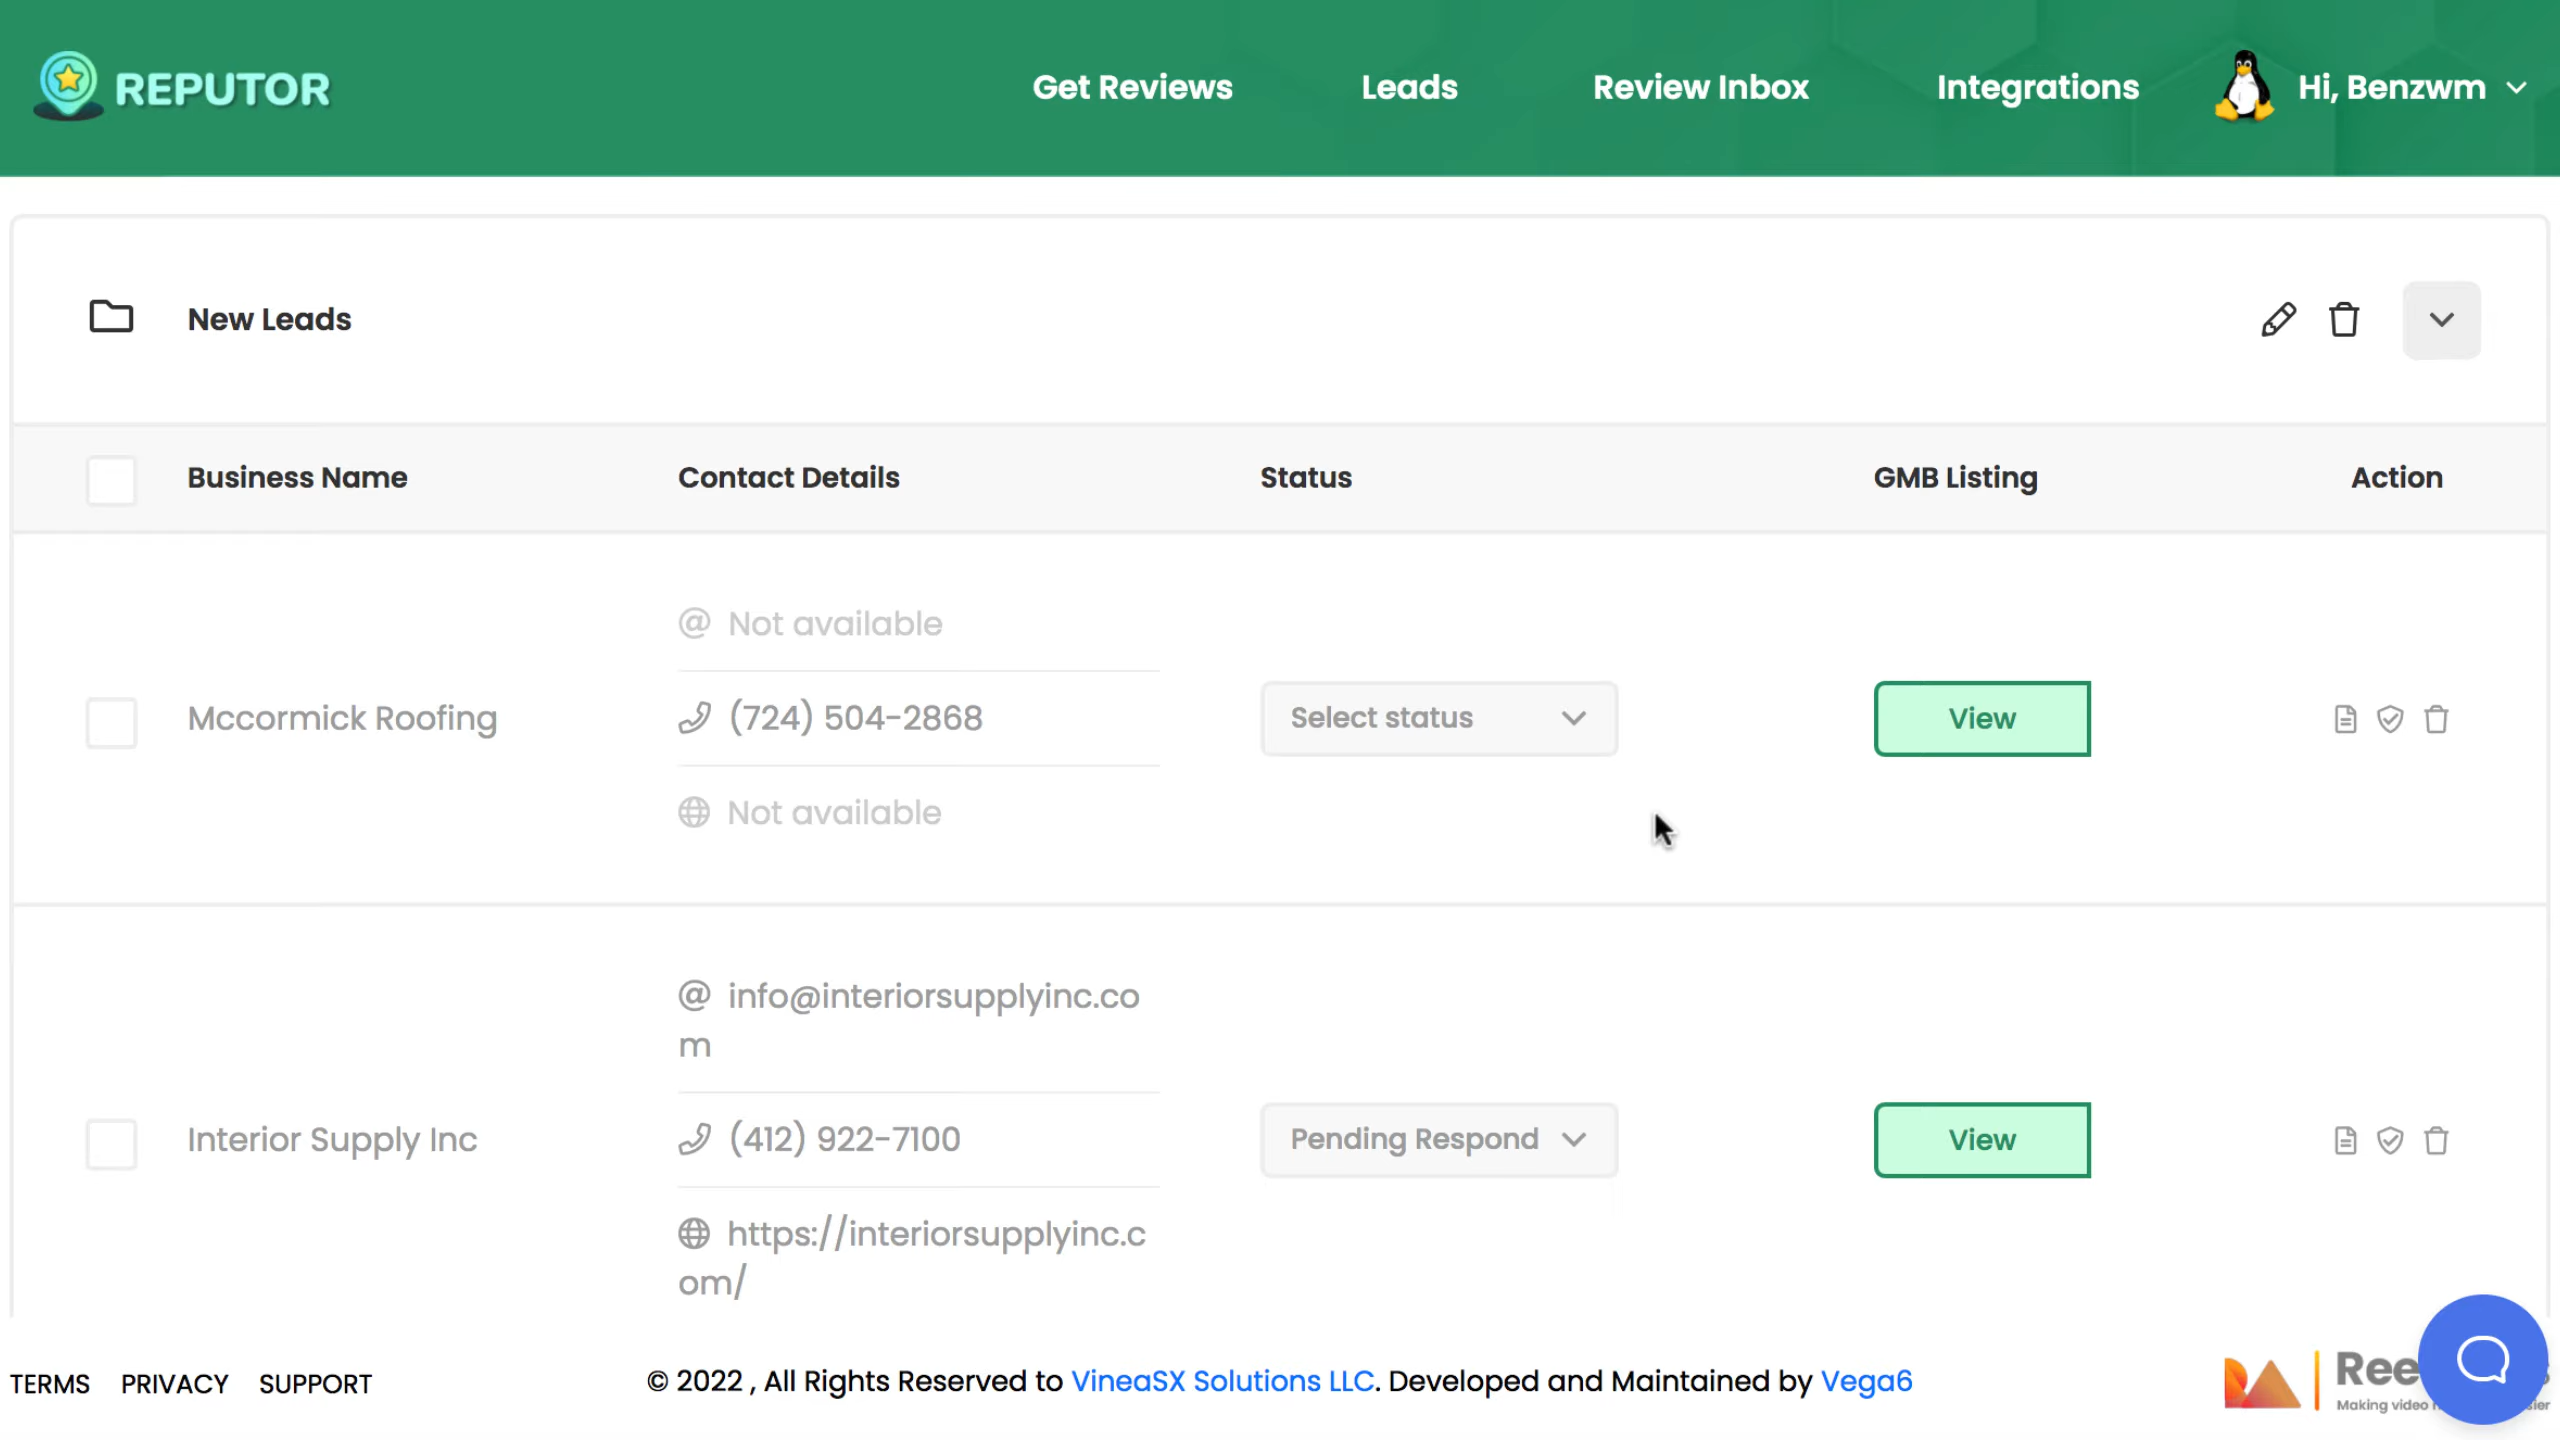 REPUTOR
Get Reviews
Leads
Review Inbox
Integrations
Hi, Benzwm
New Leads
Business Name
Contact Details
Status
GMB Listing
Action
@ Not available
Mccormick Roofing
(724) 504-2868
Select status
View
Not available
@ info@interiorsupplyinc.co
m
Interior Supply Inc
(412) 922-7100
Pending Respond
View
https://interiorsupplyinc.c
om/
TERMS
PRIVACY
SUPPORT
© 2022 , All Rights Reserved to VineaSX Solutions LLC. Developed and Maintained by Vega6
Making video